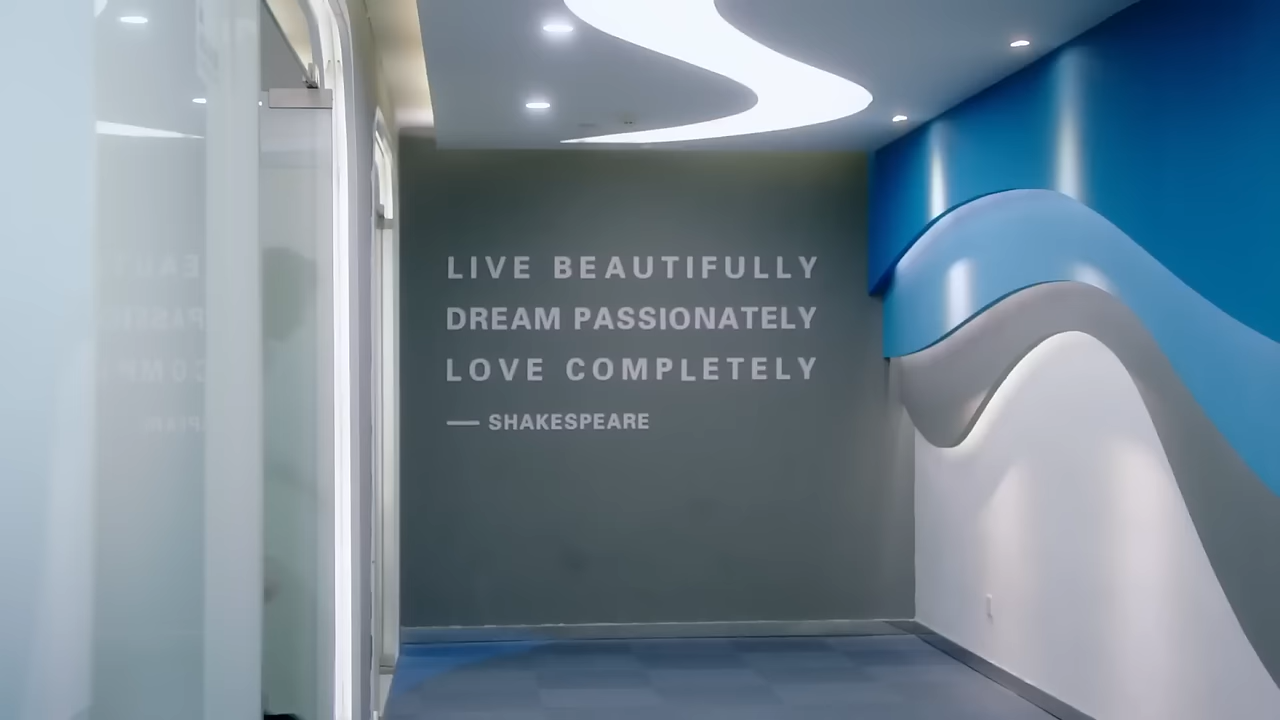 LIVE BEAUTIFULLY
DREAM PASSIONATELY
LOVE COMPLETELY
— SHAKESPEARE